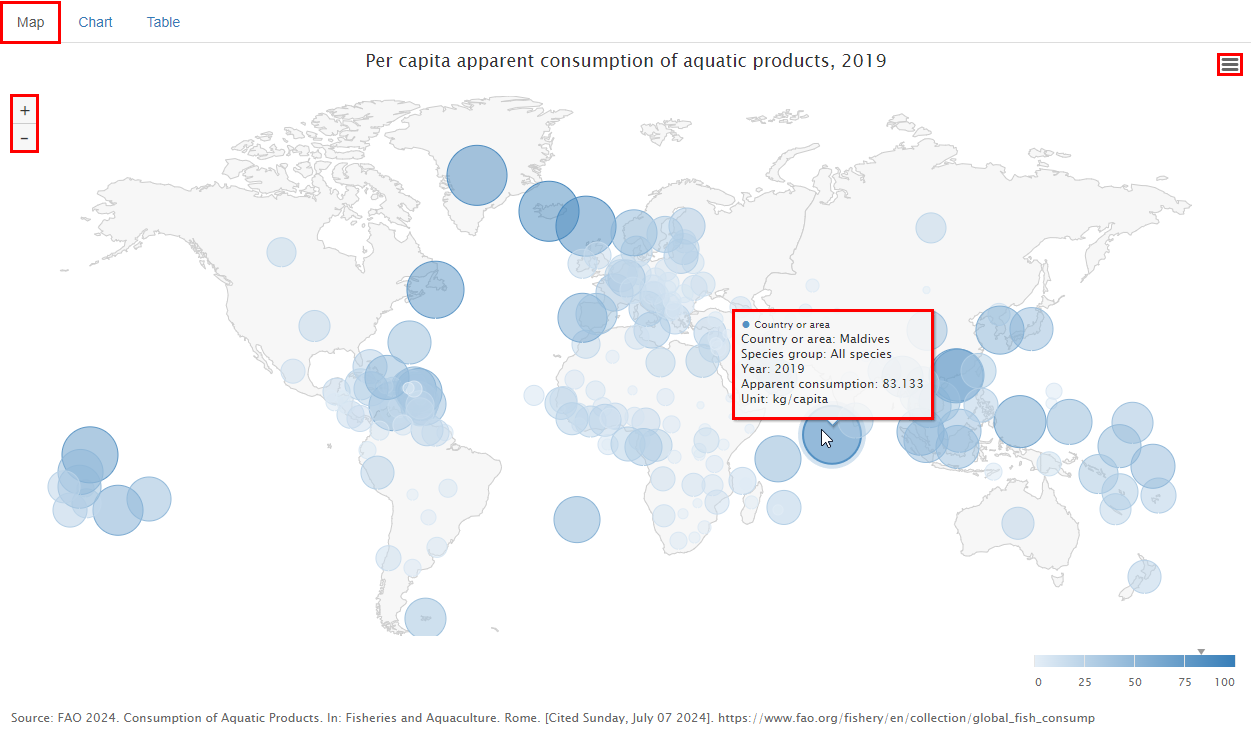 Map Chart Table
Per capita apparent consumption of aquatic products, 2019
+
−
Country or area
Country or area: Maldives
Species group: All species
Year: 2019
Apparent consumption: 83.133
Unit: kg/capita
0 25 50 75 100
Source: FAO 2024. Consumption of Aquatic Products. In: Fisheries and Aquaculture. Rome. [Cited Sunday, July 07 2024]. https://www.fao.org/fishery/en/collection/global_fish_consump